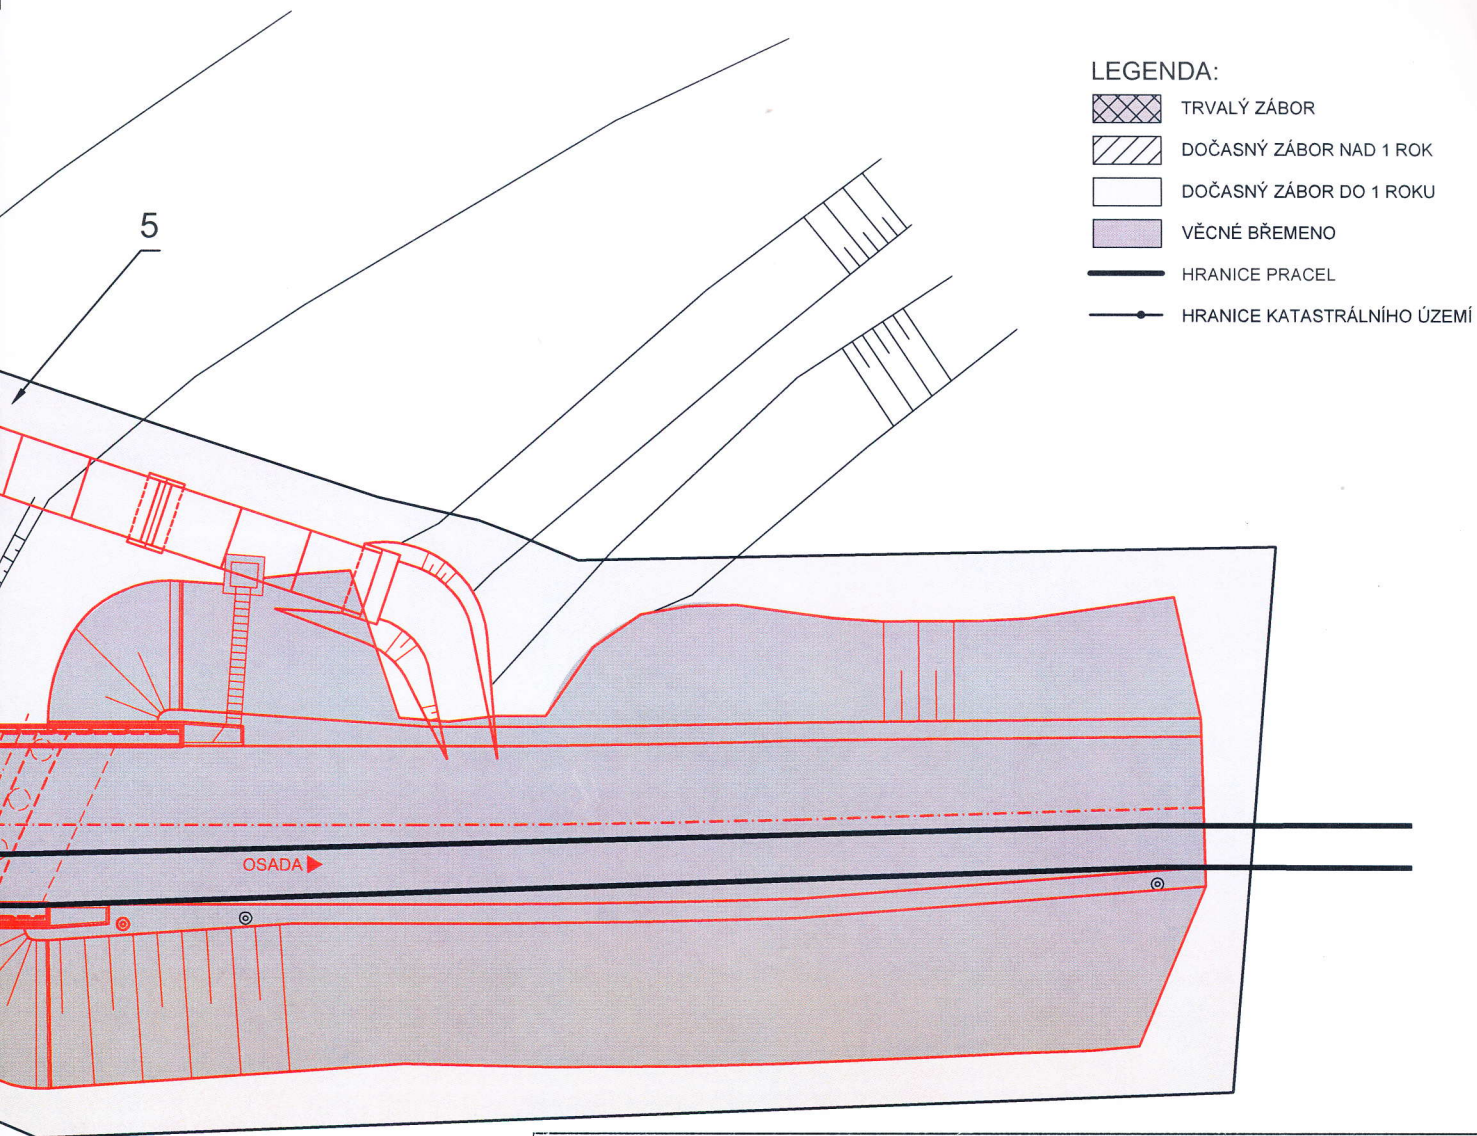 LEGENDA:
TRVALÝ ZÁBOR
DOČASNÝ ZÁBOR NAD 1 ROK
DOČASNÝ ZÁBOR DO 1 ROKU
VĚCNÉ BŘEMENO
HRANICE PRACEL
HRANICE KATASTRÁLNÍHO ÚZEMÍ
5
OSADA